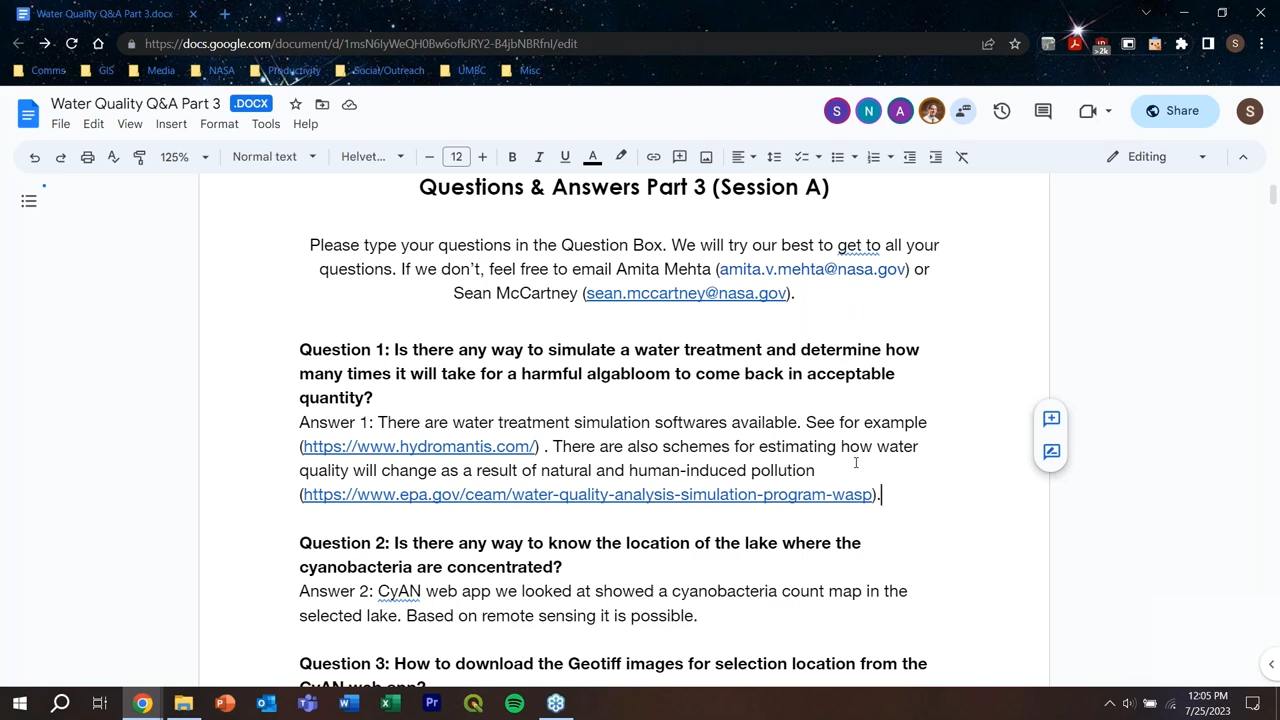 Water Quality Q&A Part 3.docx
https://docs.google.com/document/d/1msN6lyWeQH0Bw6ofkJRY2-B4jbNBRfnI/edit
>2k
S
Comms GIS Media NASA Productivity Social/Outreach UMBC Misc
Water Quality Q&A Part 3 .DOCX
File Edit View Insert Format Tools Help
S N A Share S
125% Normal text Helvet... 12 B I U A Editing
Questions & Answers Part 3 (Session A)
Please type your questions in the Question Box. We will try our best to get to all your
questions. If we don't, feel free to email Amita Mehta (amita.v.mehta@nasa.gov) or
Sean McCartney (sean.mccartney@nasa.gov).
Question 1: Is there any way to simulate a water treatment and determine how
many times it will take for a harmful algabloom to come back in acceptable
quantity?
Answer 1: There are water treatment simulation softwares available. See for example
(https://www.hydromantis.com/) . There are also schemes for estimating how water
quality will change as a result of natural and human-induced pollution
(https://www.epa.gov/ceam/water-quality-analysis-simulation-program-wasp).
Question 2: Is there any way to know the location of the lake where the
cyanobacteria are concentrated?
Answer 2: CyAN web app we looked at showed a cyanobacteria count map in the
selected lake. Based on remote sensing it is possible.
Question 3: How to download the Geotiff images for selection location from the
CyAN web app?
12:05 PM
7/25/2023